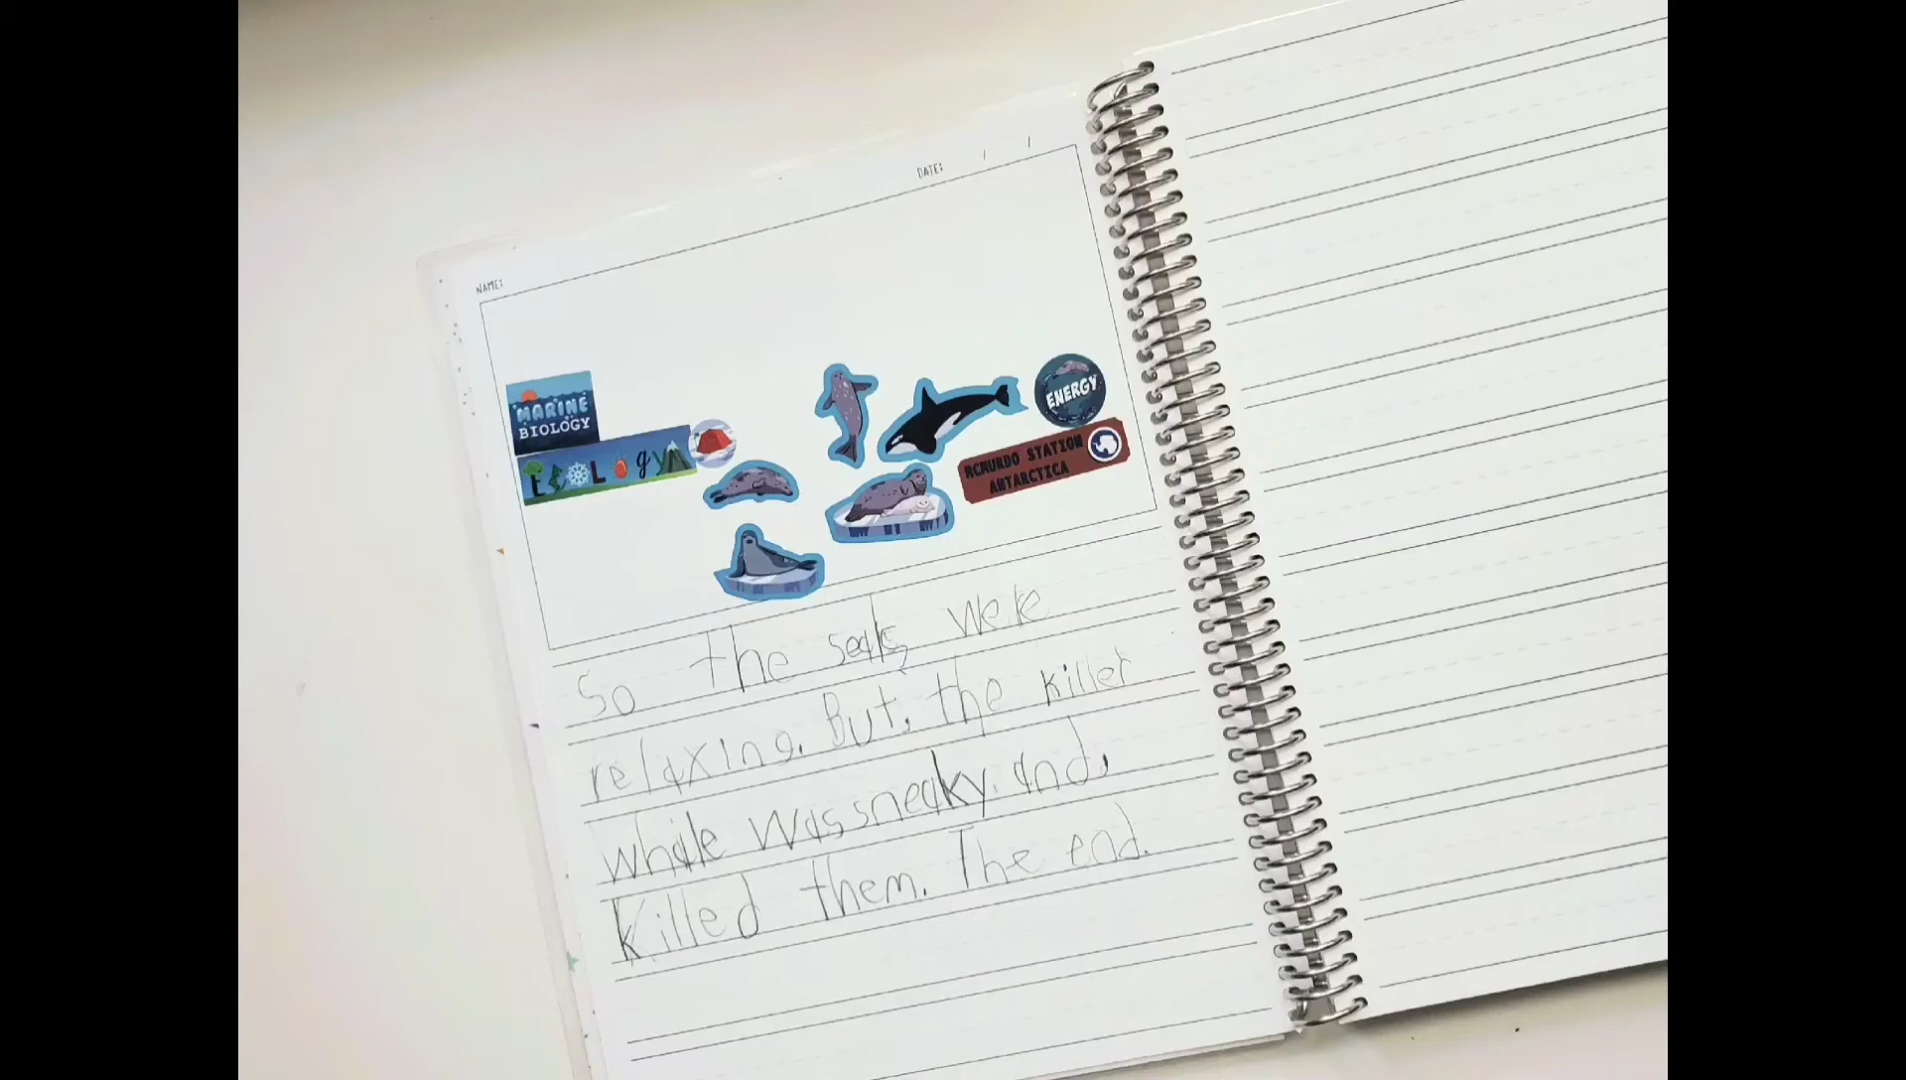 NAME:
DATE: / /
MARINE
BIOLOGY
ECOLOGY
ENERGY
MCMURDO STATION
ANTARCTICA
So the seals were
relaxing. But, the killer
whale was sneaky. and,
killed them. The end.